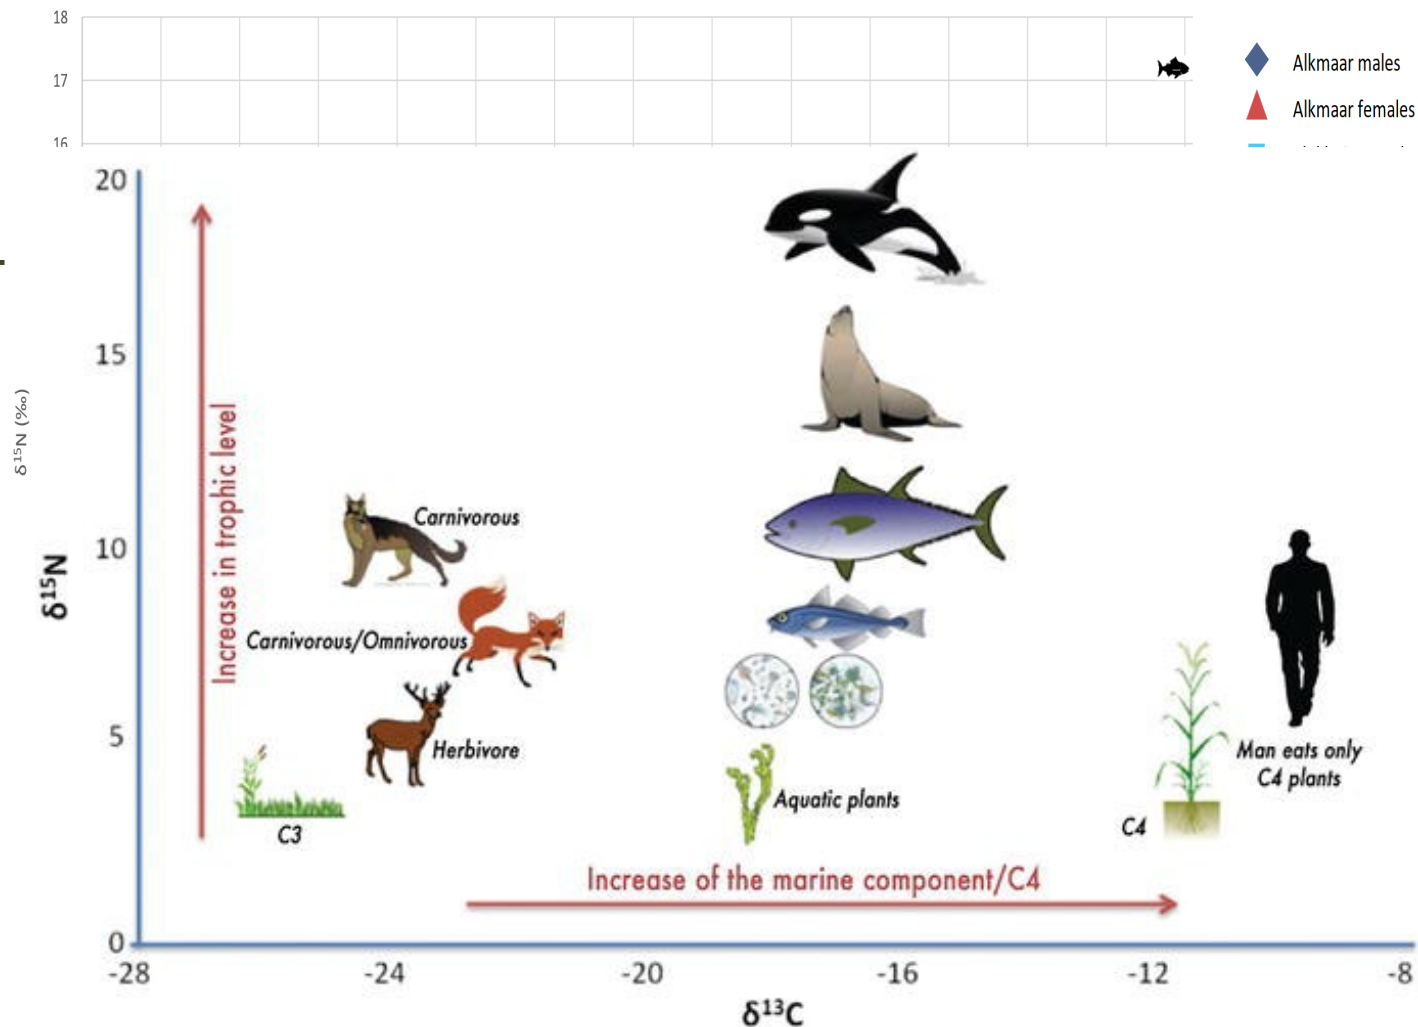 18
17
16
Alkmaar males
Alkmaar females
δ¹⁵N (‰)
20
15
10
5
0
δ¹⁵N
Increase in trophic level
Carnivorous
Carnivorous/Omnivorous
Herbivore
C3
Aquatic plants
C4
Man eats only
C4 plants
Increase of the marine component/C4
-28
-24
-20
-16
-12
-8
δ¹³C